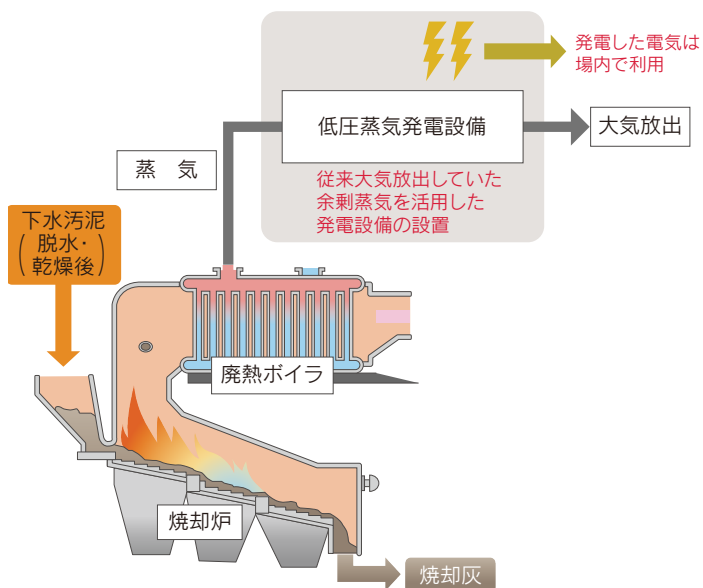 発電した電気は
場内で利用
低圧蒸気発電設備
大気放出
蒸 気
従来大気放出していた
余剰蒸気を活用した
発電設備の設置
下水汚泥
(脱水・
乾燥後)
廃熱ボイラ
焼却炉
焼却灰